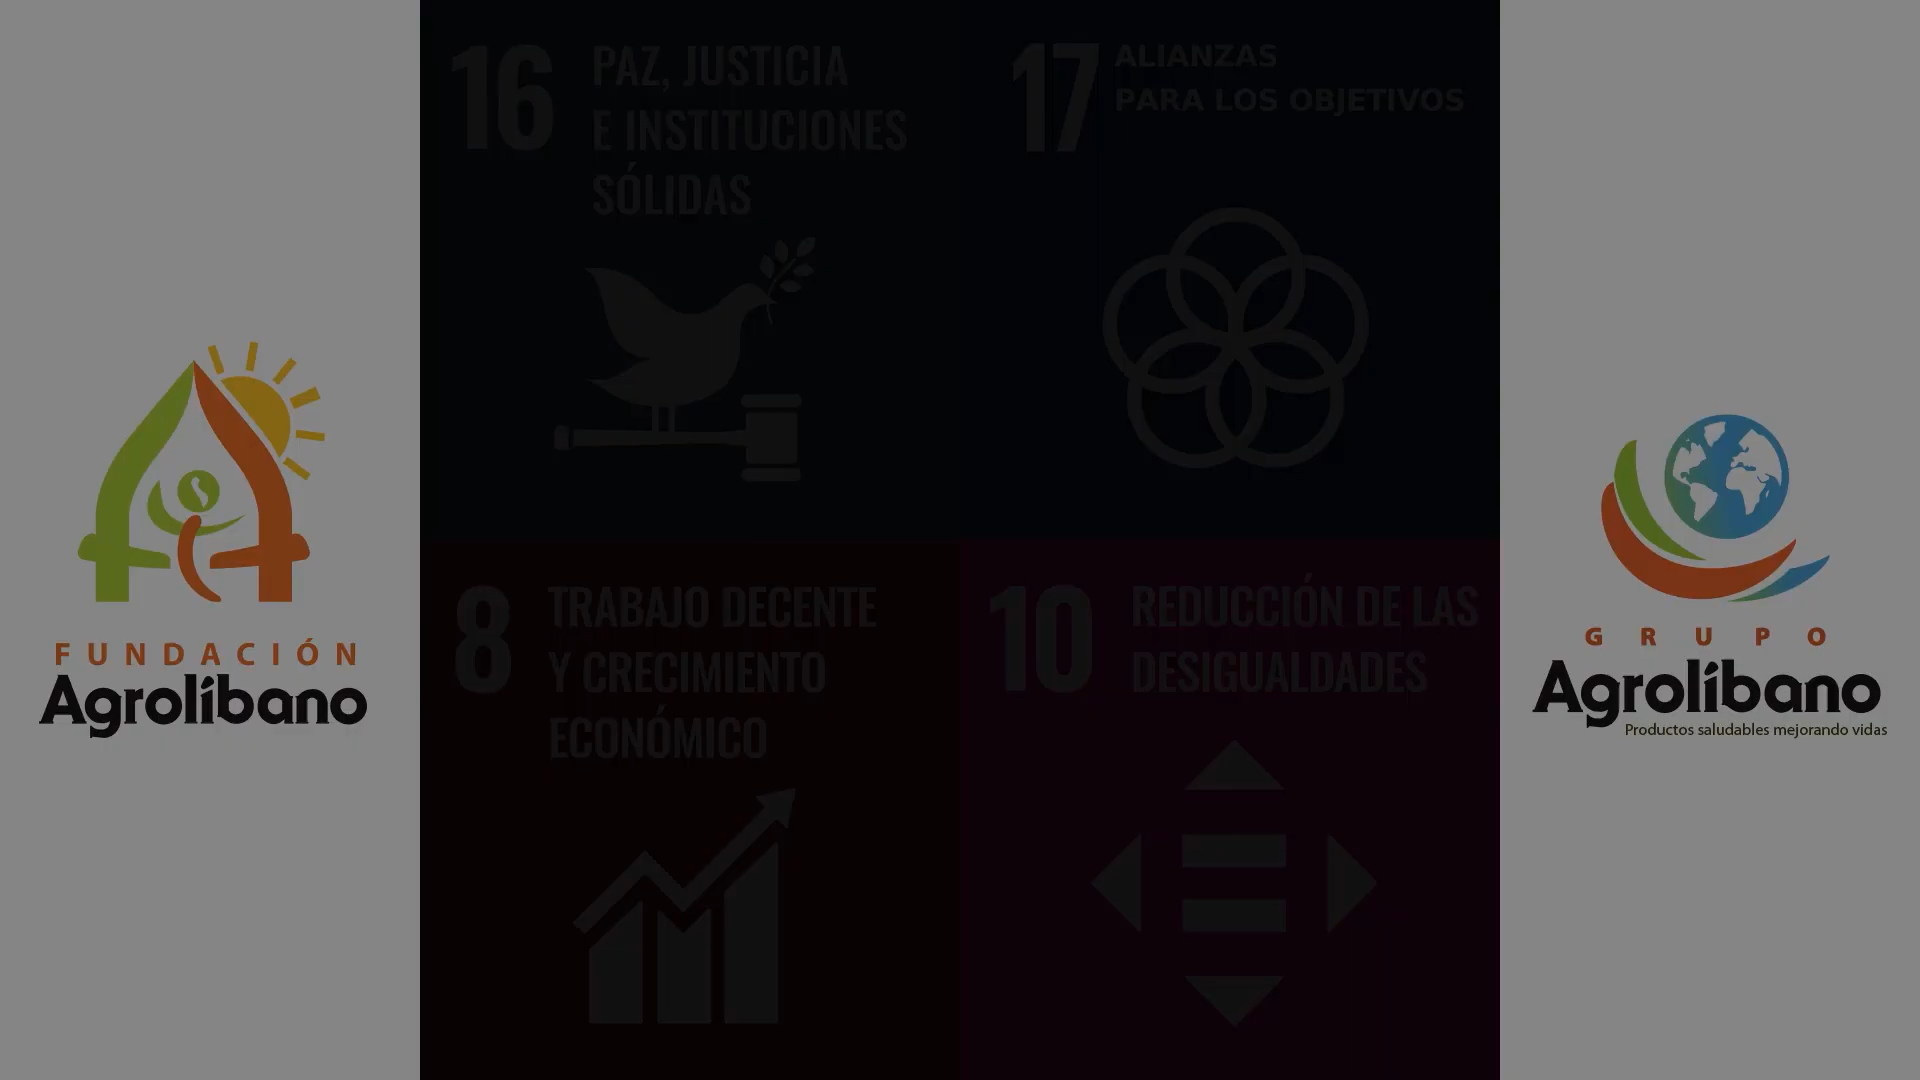 FUNDACIÓN
Agrolíbano
16
PAZ, JUSTICIA
E INSTITUCIONES
SÓLIDAS
17
ALIANZAS
PARA LOS OBJETIVOS
8
TRABAJO DECENTE
Y CRECIMIENTO
ECONÓMICO
10
REDUCCIÓN DE LAS
DESIGUALDADES
GRUPO
Agrolíbano
Productos saludables mejorando vidas